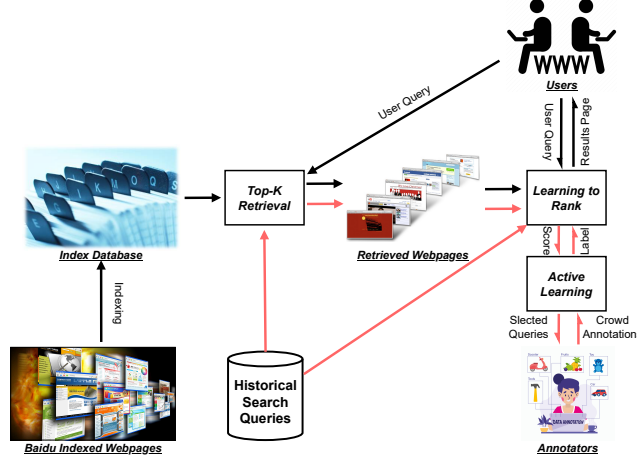 WWW
Users
User Query
User Query
Results Page
Top-K
Retrieval
Learning to
Rank
Index Database
Retrieved Webpages
Score
Label
Active
Learning
Indexing
Slected
Queries
Crowd
Annotation
Historical
Search
Queries
DATA ANNOTATION
Baidu Indexed Webpages
Annotators